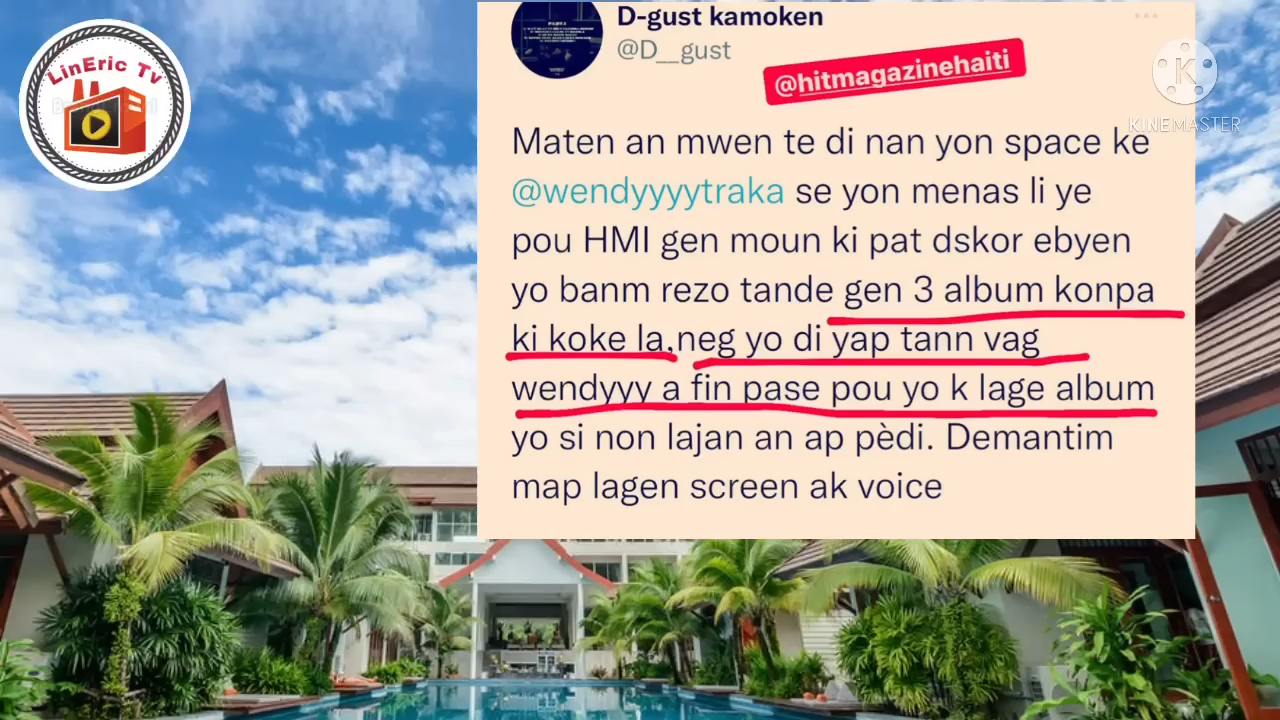 LinEric Tv
D-gust kamoken
@D__gust
@hitmagazinehaiti
K
KINEMASTER
Maten an mwen te di nan yon space ke
@wendyyyytraka se yon menas li ye
pou HMI gen moun ki pat dskor ebyen
yo banm rezo tande gen 3 album konpa
ki koke la,neg yo di yap tann vag
wendyyy a fin pase pou yo k lage album
yo si non lajan an ap pèdi. Demantim
map lagen screen ak voice